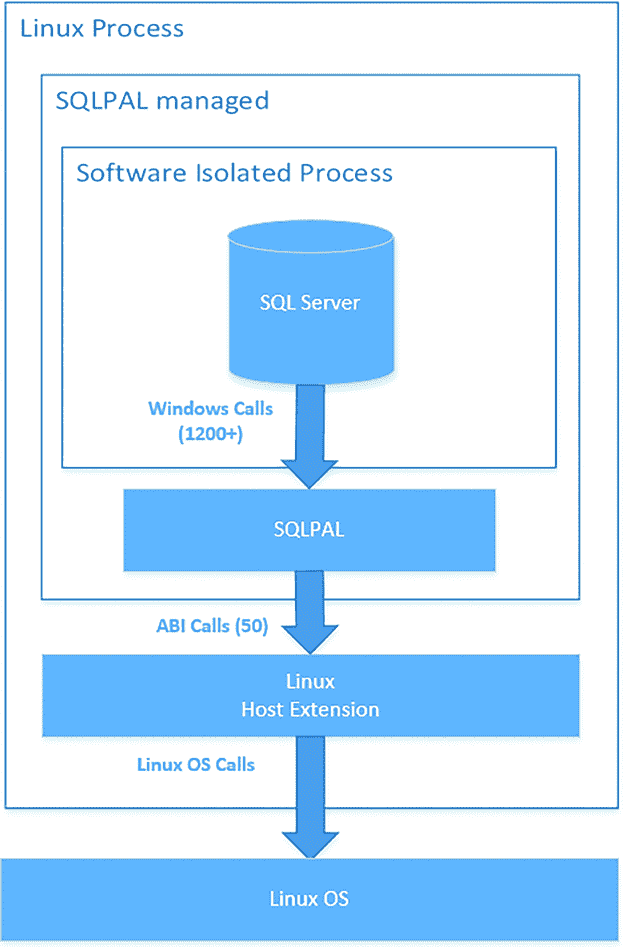 Linux Process
SQLPAL managed
Software Isolated Process
SQL Server
Windows Calls
(1200+)
SQLPAL
ABI Calls (50)
Linux
Host Extension
Linux OS Calls
Linux OS